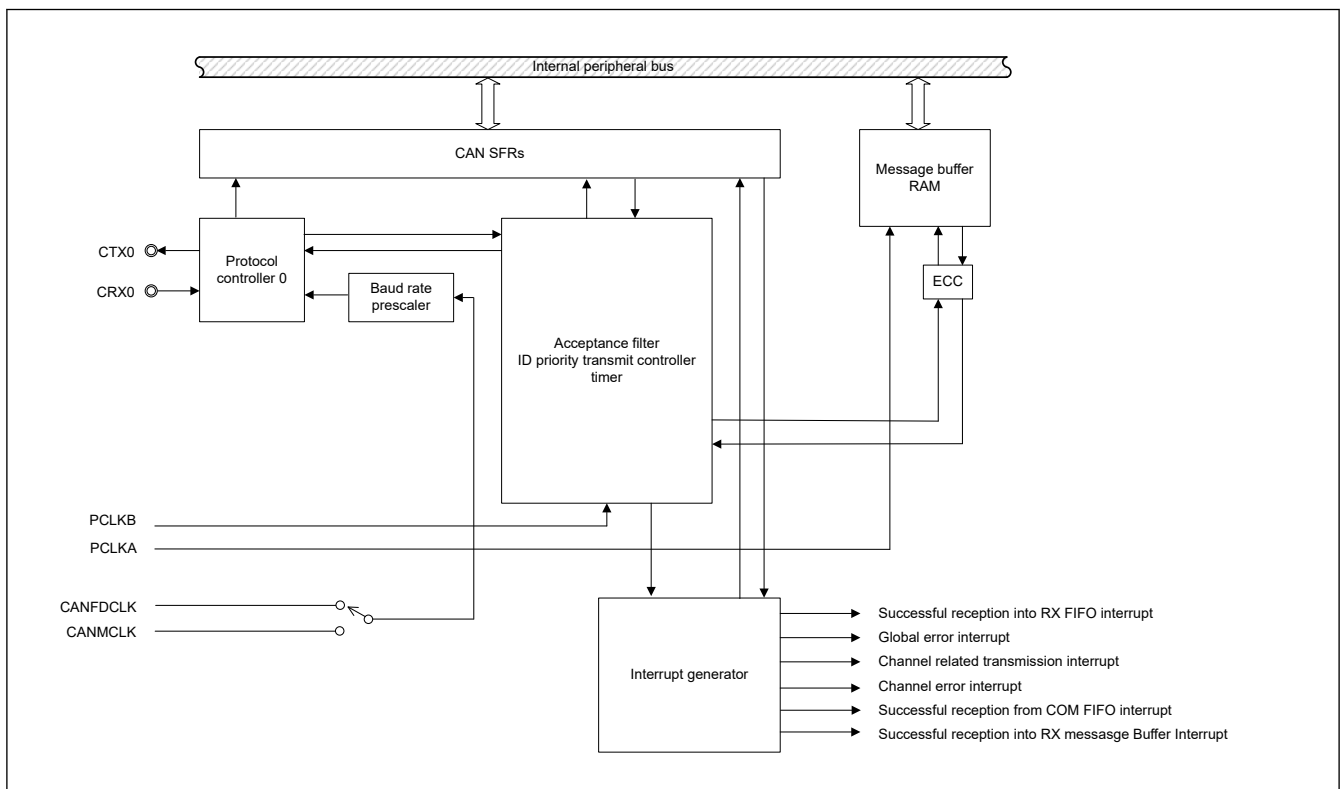 Internal peripheral bus
CAN SFRs
Message buffer
RAM
CTX0
CRX0
Protocol
controller 0
Baud rate
prescaler
ECC
Acceptance filter
ID priority transmit controller
timer
PCLKB
PCLKA
CANFDCLK
CANMCLK
Interrupt generator
Successful reception into RX FIFO interrupt
Global error interrupt
Channel related transmission interrupt
Channel error interrupt
Successful reception from COM FIFO interrupt
Successful reception into RX messasge Buffer Interrupt